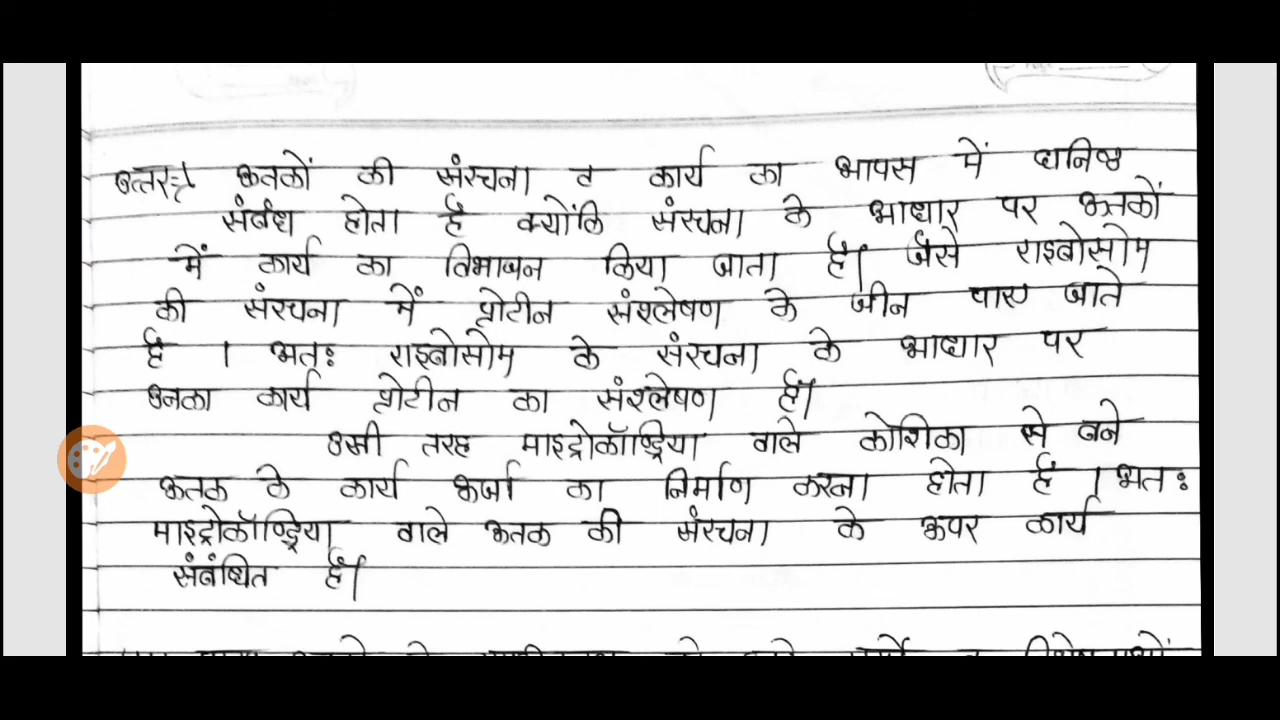 उत्तर:-1 ऊतकों की संरचना व कार्य का आपस में घनिष्ठ
संबंध होता है क्योंकि संरचना के आधार पर ऊतकों
में कार्य का विभाजन किया जाता है। जैसे राइबोसोम
की संरचना में प्रोटीन संश्लेषण के जीन पाए जाते
है । अतः राइबोसोम के संरचना के आधार पर
उनका कार्य प्रोटीन का संश्लेषण हैं।
उसी तरह माइट्रोकॉण्ड्रिया वाले कोशिका से बने
ऊतक के कार्य ऊर्जा का निर्माण करना होता है । अतः
माइट्रोकॉण्ड्रिया वाले ऊतक की संरचना के ऊपर कार्य
संबंधित है।